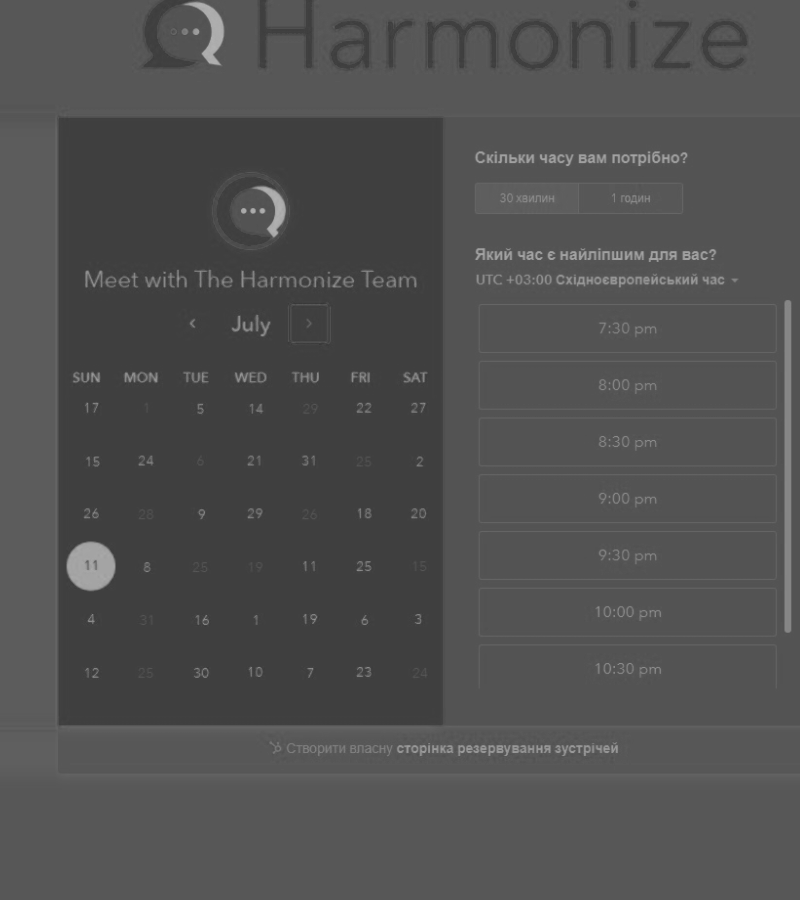 Harmonize
Meet with The Harmonize Team
July
SUN MON TUE WED THU FRI SAT
17 1 5 14 29 22 27
15 24 6 21 31 25 2
26 28 9 29 26 18 20
11 8 25 19 11 25 15
4 31 16 1 19 6 3
12 25 30 10 7 23 24
Скільки часу вам потрібно?
30 хвилин 1 годин
Який час є найліпшим для вас?
UTC +03:00 Східноєвропейський час
7:30 pm
8:00 pm
8:30 pm
9:00 pm
9:30 pm
10:00 pm
10:30 pm
Створити власну сторінка резервування зустрічей